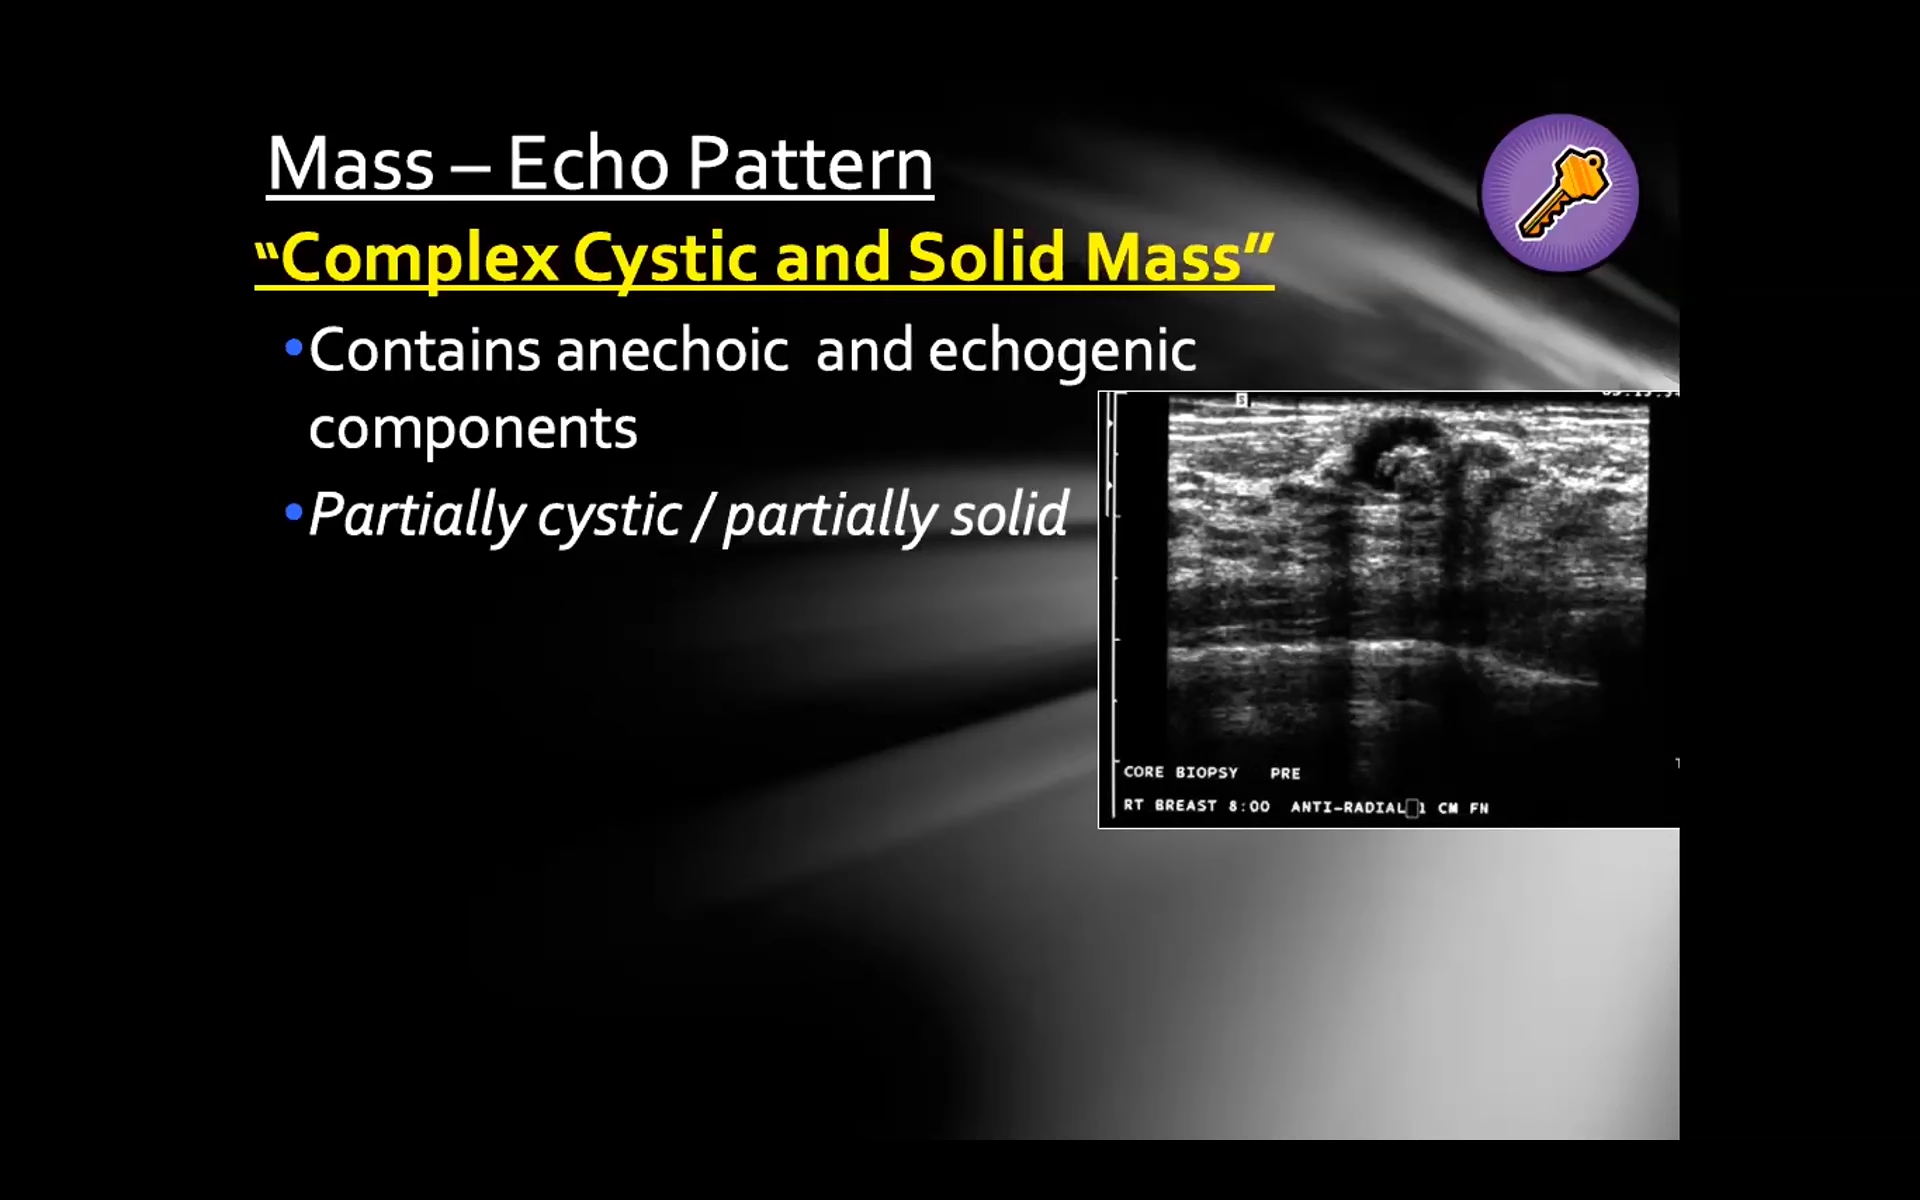 Mass – Echo Pattern
“Complex Cystic and Solid Mass”
•Contains anechoic and echogenic
components
•Partially cystic / partially solid
S
CORE BIOPSY PRE
RT BREAST 8:00 ANTI-RADIAL 1 CM FN